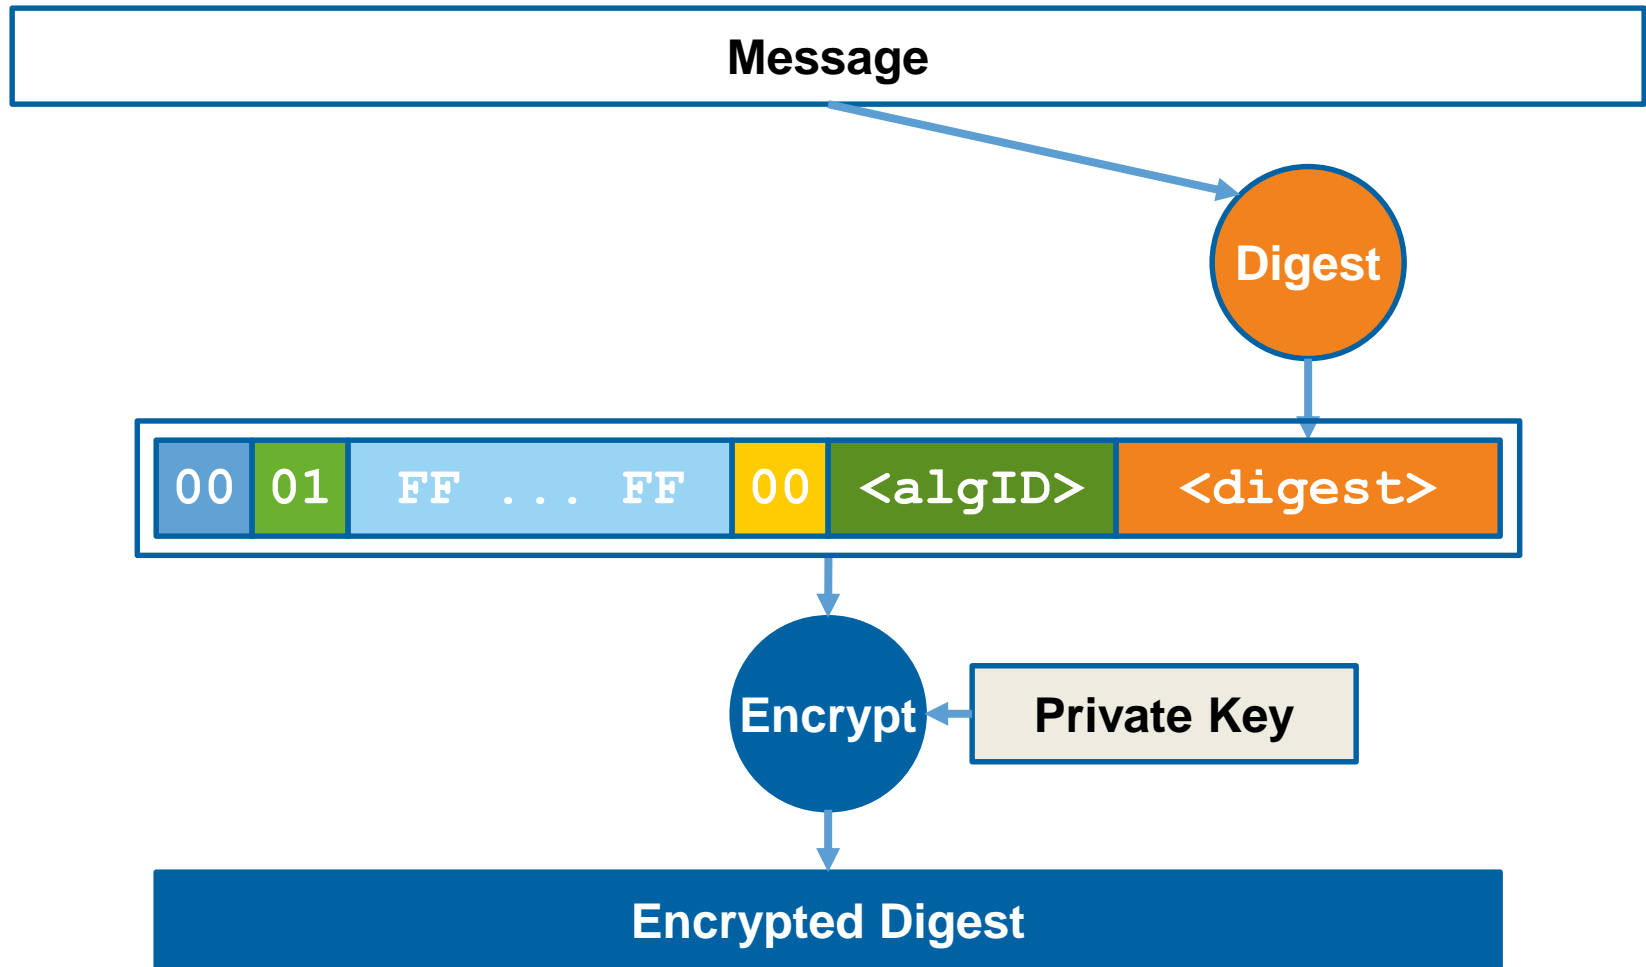 Message
Digest
00 01 FF ... FF 00 <algID> <digest>
Encrypt
Private Key
Encrypted Digest